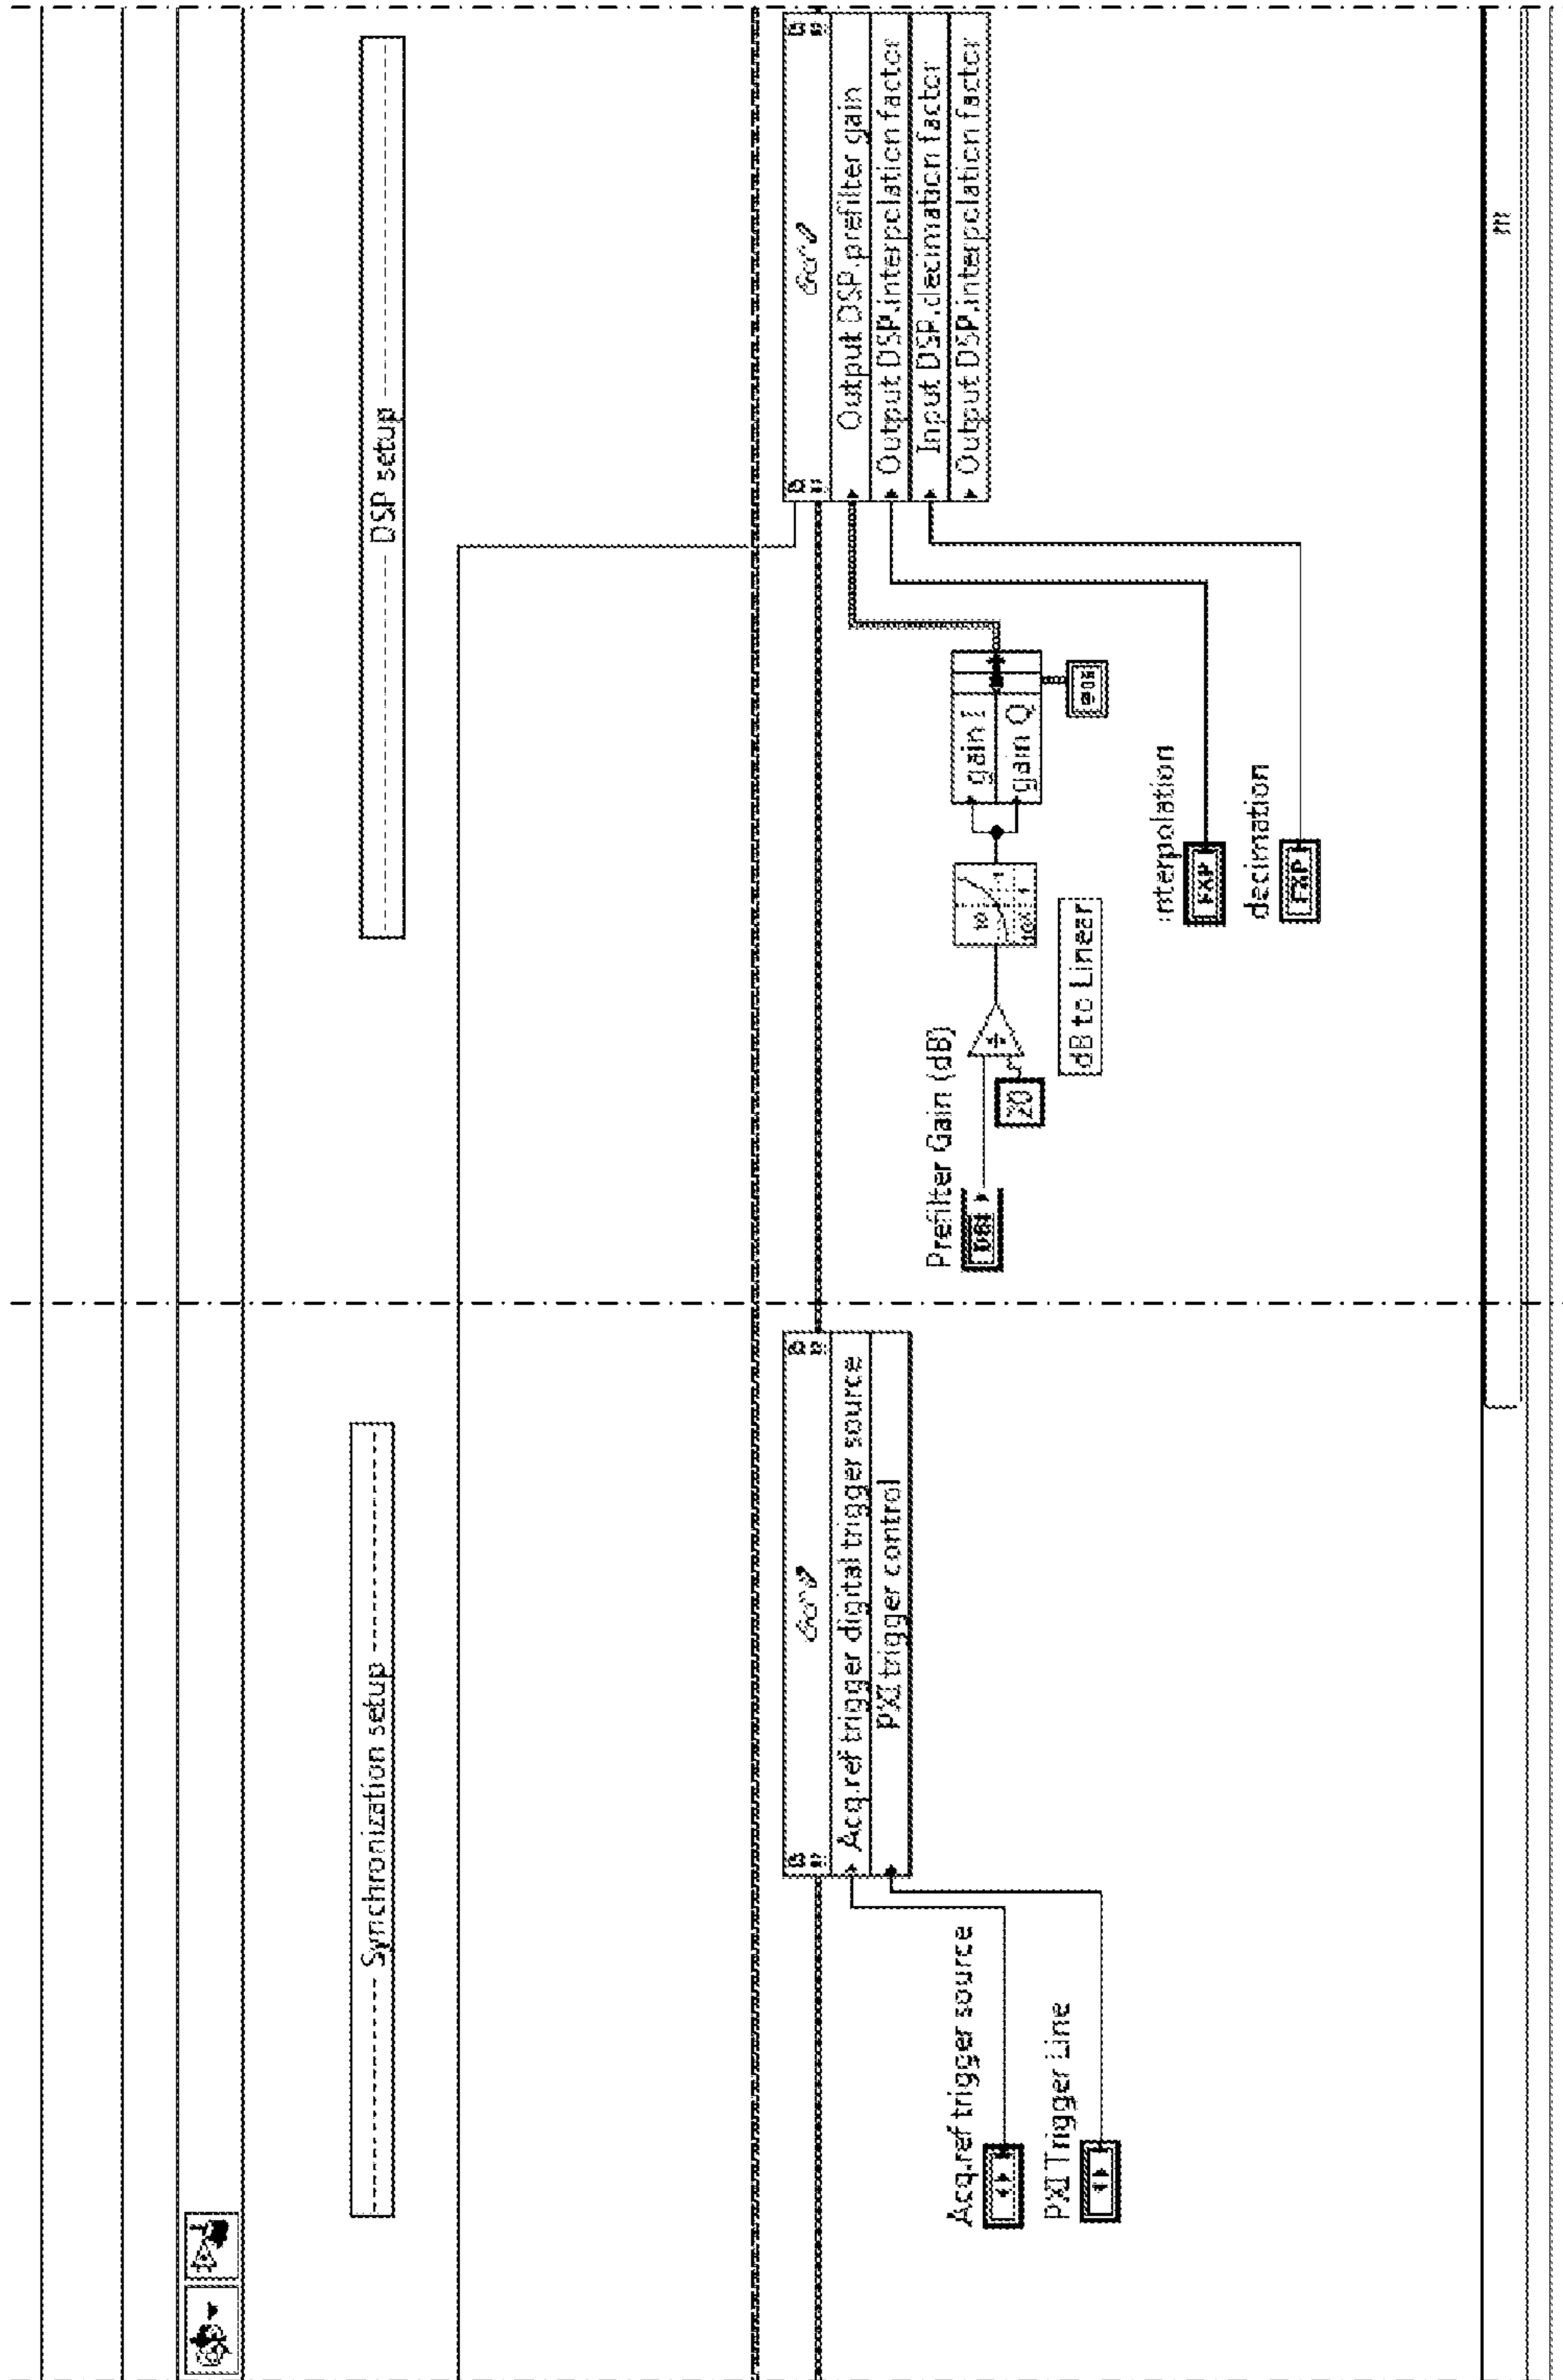 Synchronization setup
DSP setup
Acq.ref trigger digital trigger source
PXI trigger control
Acq.ref trigger source
PXI Trigger Line
Output DSP.prefilter gain
Output DSP.interpolation factor
Input DSP.decimation factor
Output DSP.interpolation factor
Prefilter Gain (dB)
DBL
20
dB to Linear
gain I
gain Q
interpolation
FXP
decimation
FXP